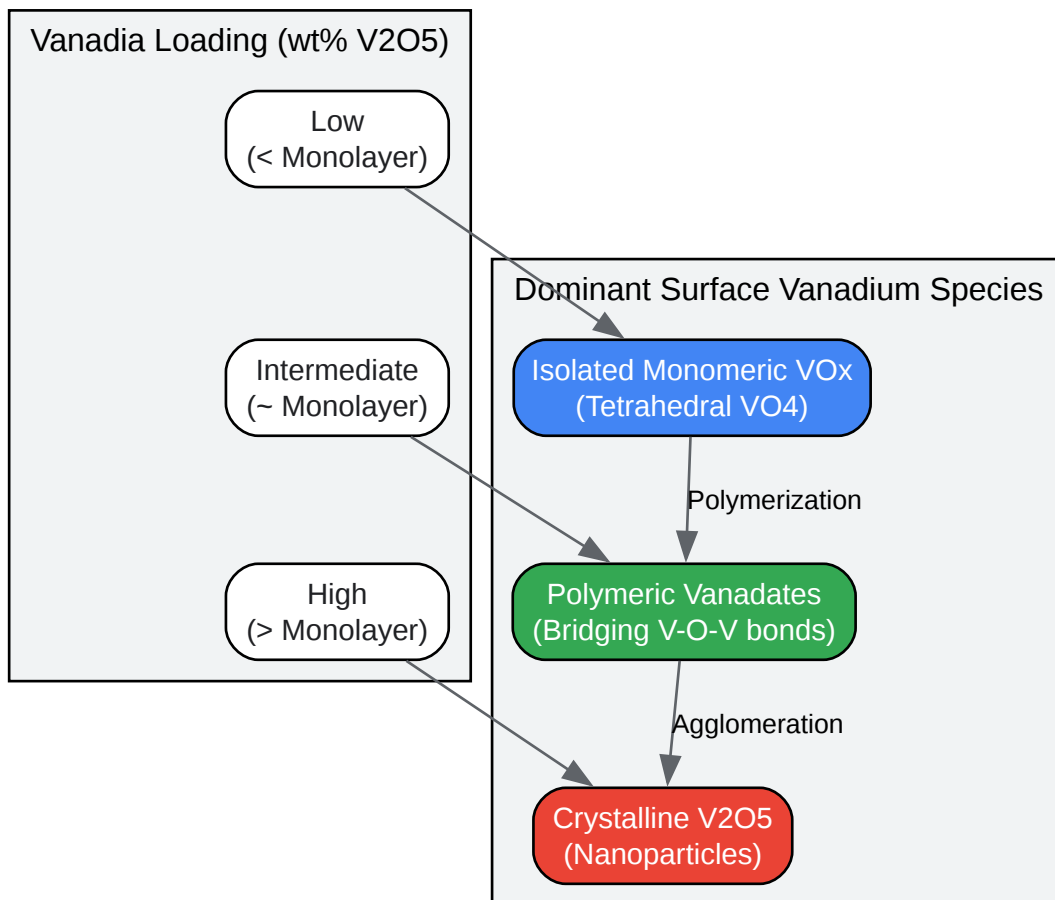 Vanadia Loading (wt% V2O5)
Low
(< Monolayer)
Dominant Surface Vanadium Species
Intermediate
(~ Monolayer)
Isolated Monomeric VOx
(Tetrahedral VO4)
Polymerization
High
(> Monolayer)
Polymeric Vanadates
(Bridging V-O-V bonds)
Agglomeration
Crystalline V2O5
(Nanoparticles)